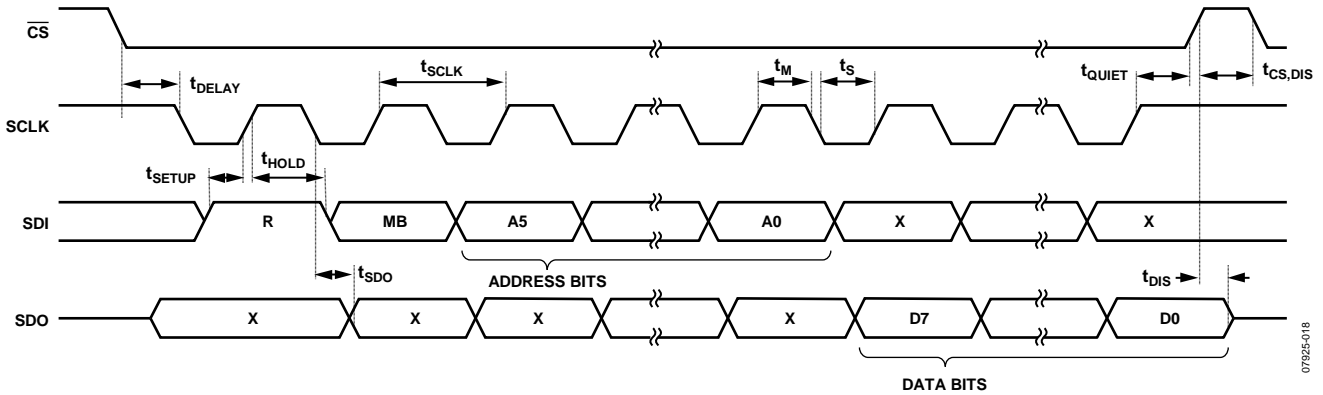 CS
tDELAY
tSCLK
tM
tS
tQUIET
tCS,DIS
SCLK
tSETUP
tHOLD
SDI
R
MB
A5
A0
X
X
tSDO
ADDRESS BITS
tDIS
SDO
X
X
X
X
D7
D0
DATA BITS
07925-018